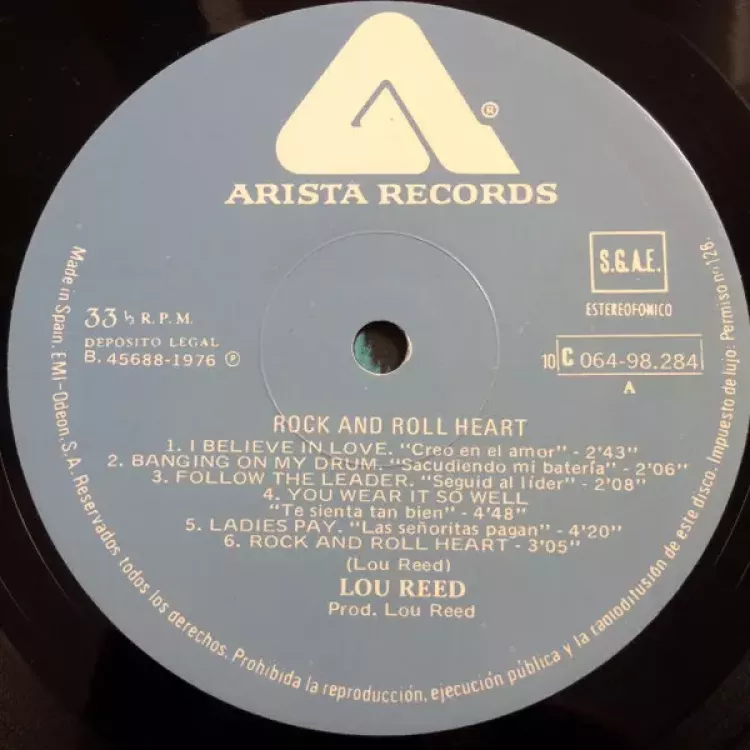 ®
ARISTA RECORDS
S.G.A.E.
ESTEREOFONICO
33⅓ R.P.M.
DEPOSITO LEGAL
B. 45688-1976 ℗
10 C 064-98.284
A
ROCK AND ROLL HEART
1. I BELIEVE IN LOVE. "Creo en el amor" - 2'43"
2. BANGING ON MY DRUM. "Sacudiendo mi batería" - 2'06"
3. FOLLOW THE LEADER. "Seguid al líder" - 2'08"
4. YOU WEAR IT SO WELL
"Te sienta tan bien" - 4'48"
5. LADIES PAY. "Las señoritas pagan" - 4'20"
6. ROCK AND ROLL HEART - 3'05"
(Lou Reed)
LOU REED
Prod. Lou Reed
Made in Spain. EMI-Odeon, S.A. Reservados todos los derechos. Prohibida la reproducción, ejecución pública y la radiodifusión de este disco. Impuesto de lujo: Permiso nº 126.